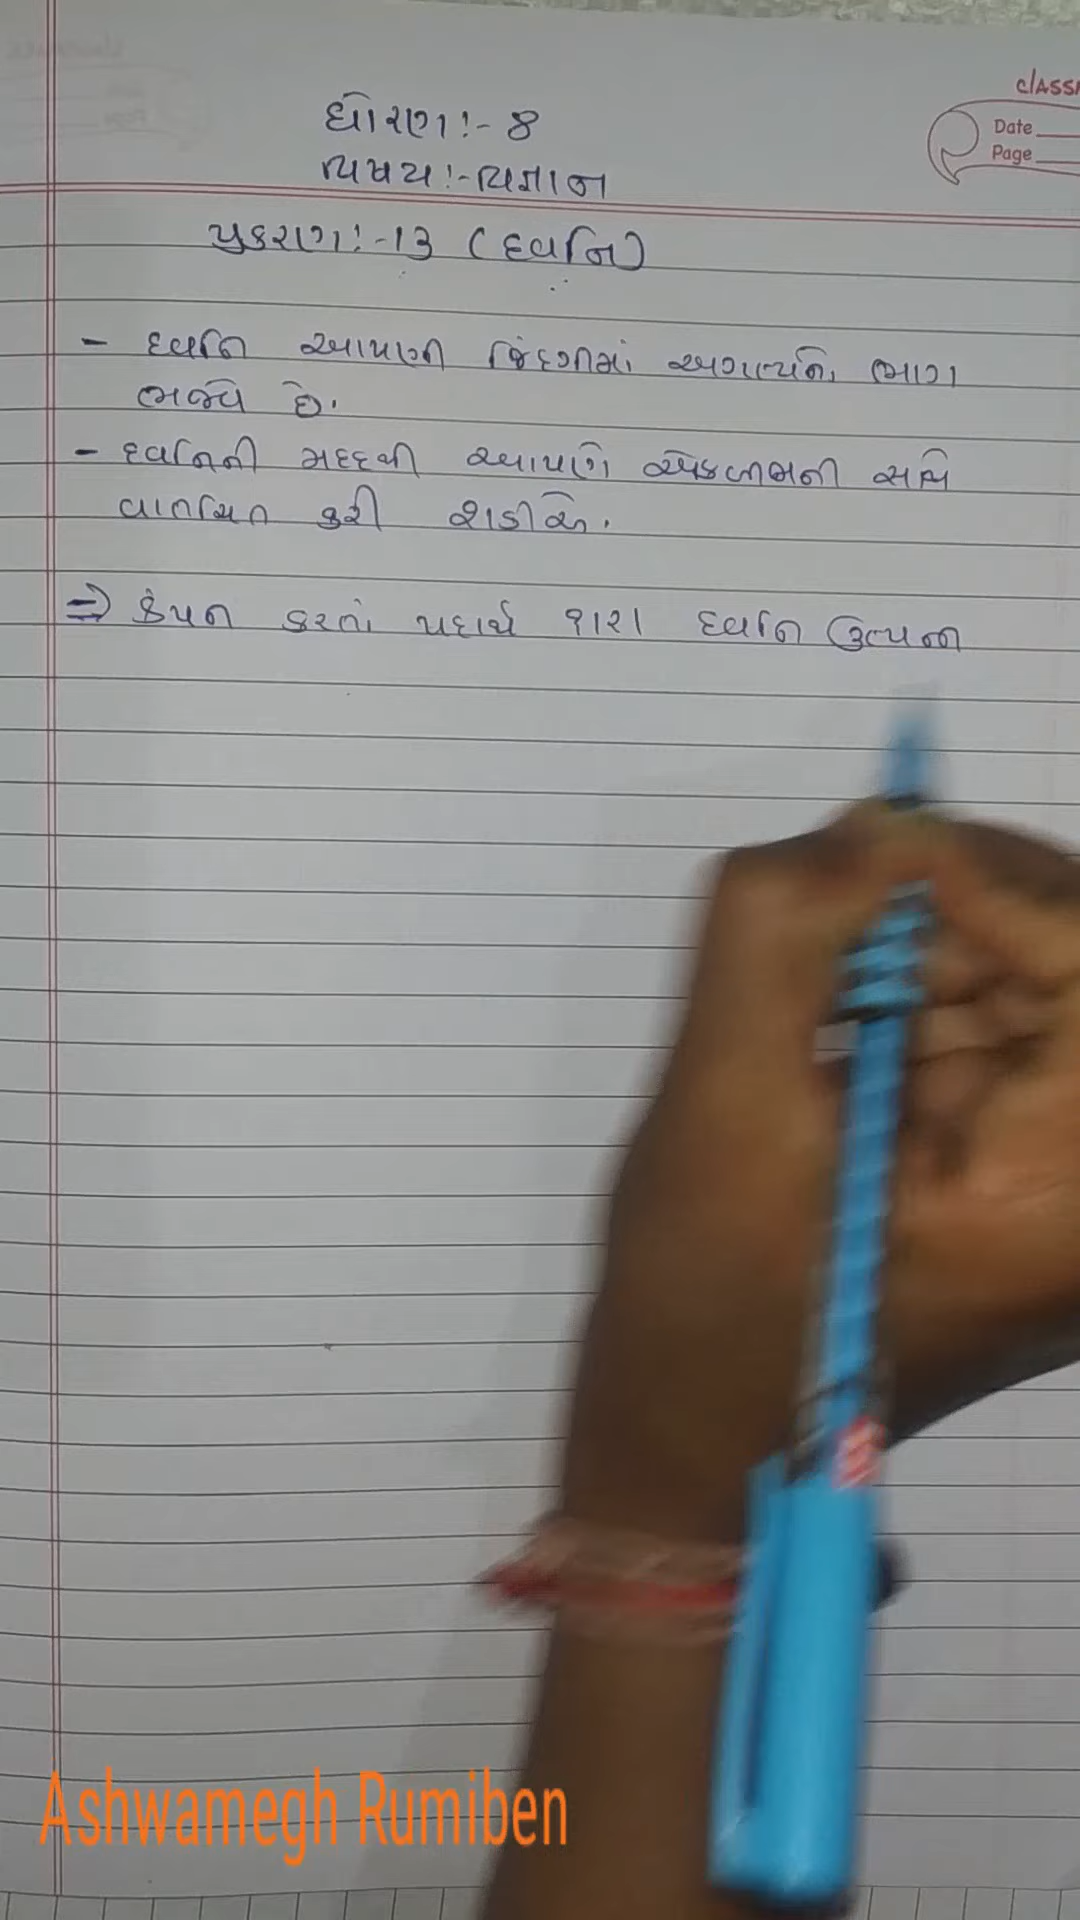 ધોરણ:- 8
વિષય:-વિજ્ઞાન
CLASSM
Date
Page
પ્રકરણ:-13 (ધ્વનિ)
- ધ્વનિ આપણી જિંદગીમાં અગત્યનો ભાગ
ભજવે છે.
- ધ્વનિની મદદથી આપણે એકબીજાની સાથે
વાતચિત કરી શકીએ.
⇒ કંપન કરતાં પદાર્થ દ્વારા ધ્વનિ ઉત્પન્ન
Ashwamegh Rumiben